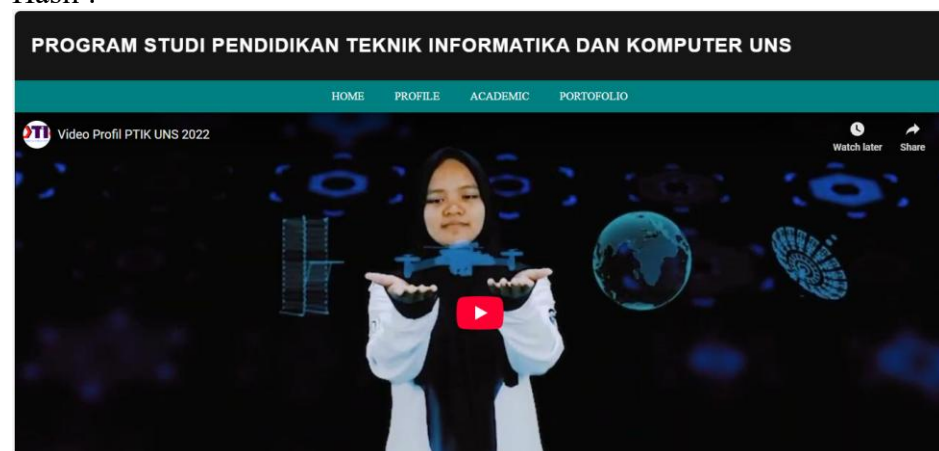 PROGRAM STUDI PENDIDIKAN TEKNIK INFORMATIKA DAN KOMPUTER UNS
HOME PROFILE ACADEMIC PORTOFOLIO
Video Profil PTIK UNS 2022
Watch later Share